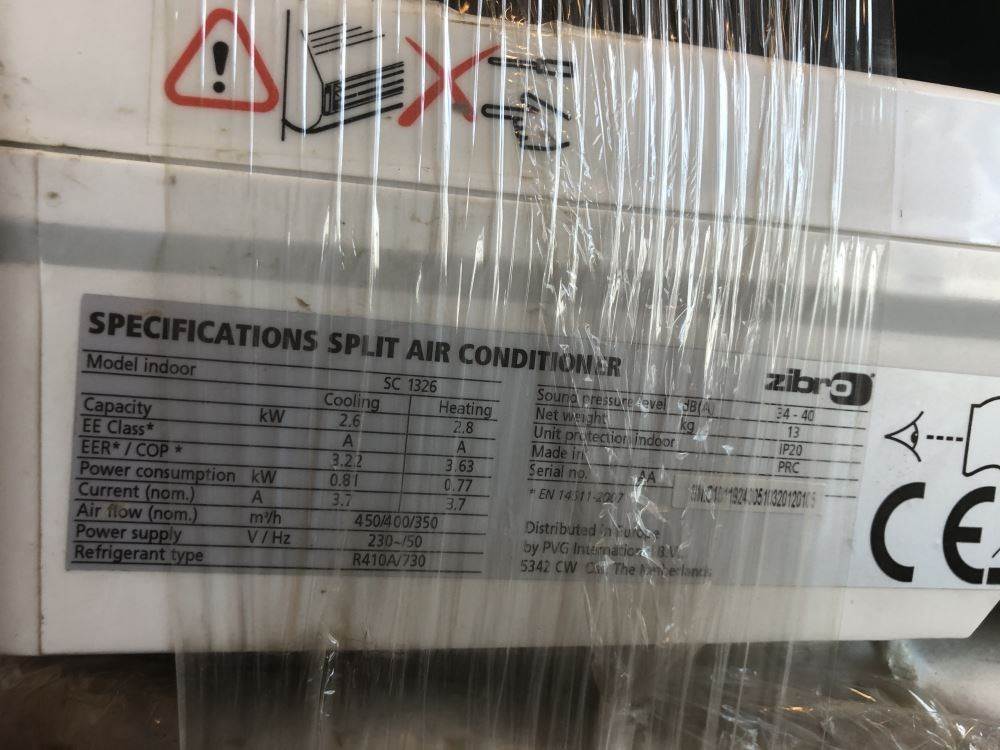 SPECIFICATIONS SPLIT AIR CONDITIONER
zibro
Model indoor SC 1326
Cooling Heating
Capacity kW 2.6 2.8
EE Class* A A
EER* / COP * 3.22 3.63
Power consumption kW 0.81 0.77
Current (nom.) A 3.7 3.7
Air flow (nom.) m³/h 450/400/350
Power supply V / Hz 230~/50
Refrigerant type R410A/730
Sound pressure level dB(A) 34 - 40
Net weight kg 13
Unit protection indoor IP20
Made in PRC
Serial no. AA
* EN 14511-2007
Distributed in Europe
by PVG International B.V.
5342 CW Oss, The Netherlands
CE